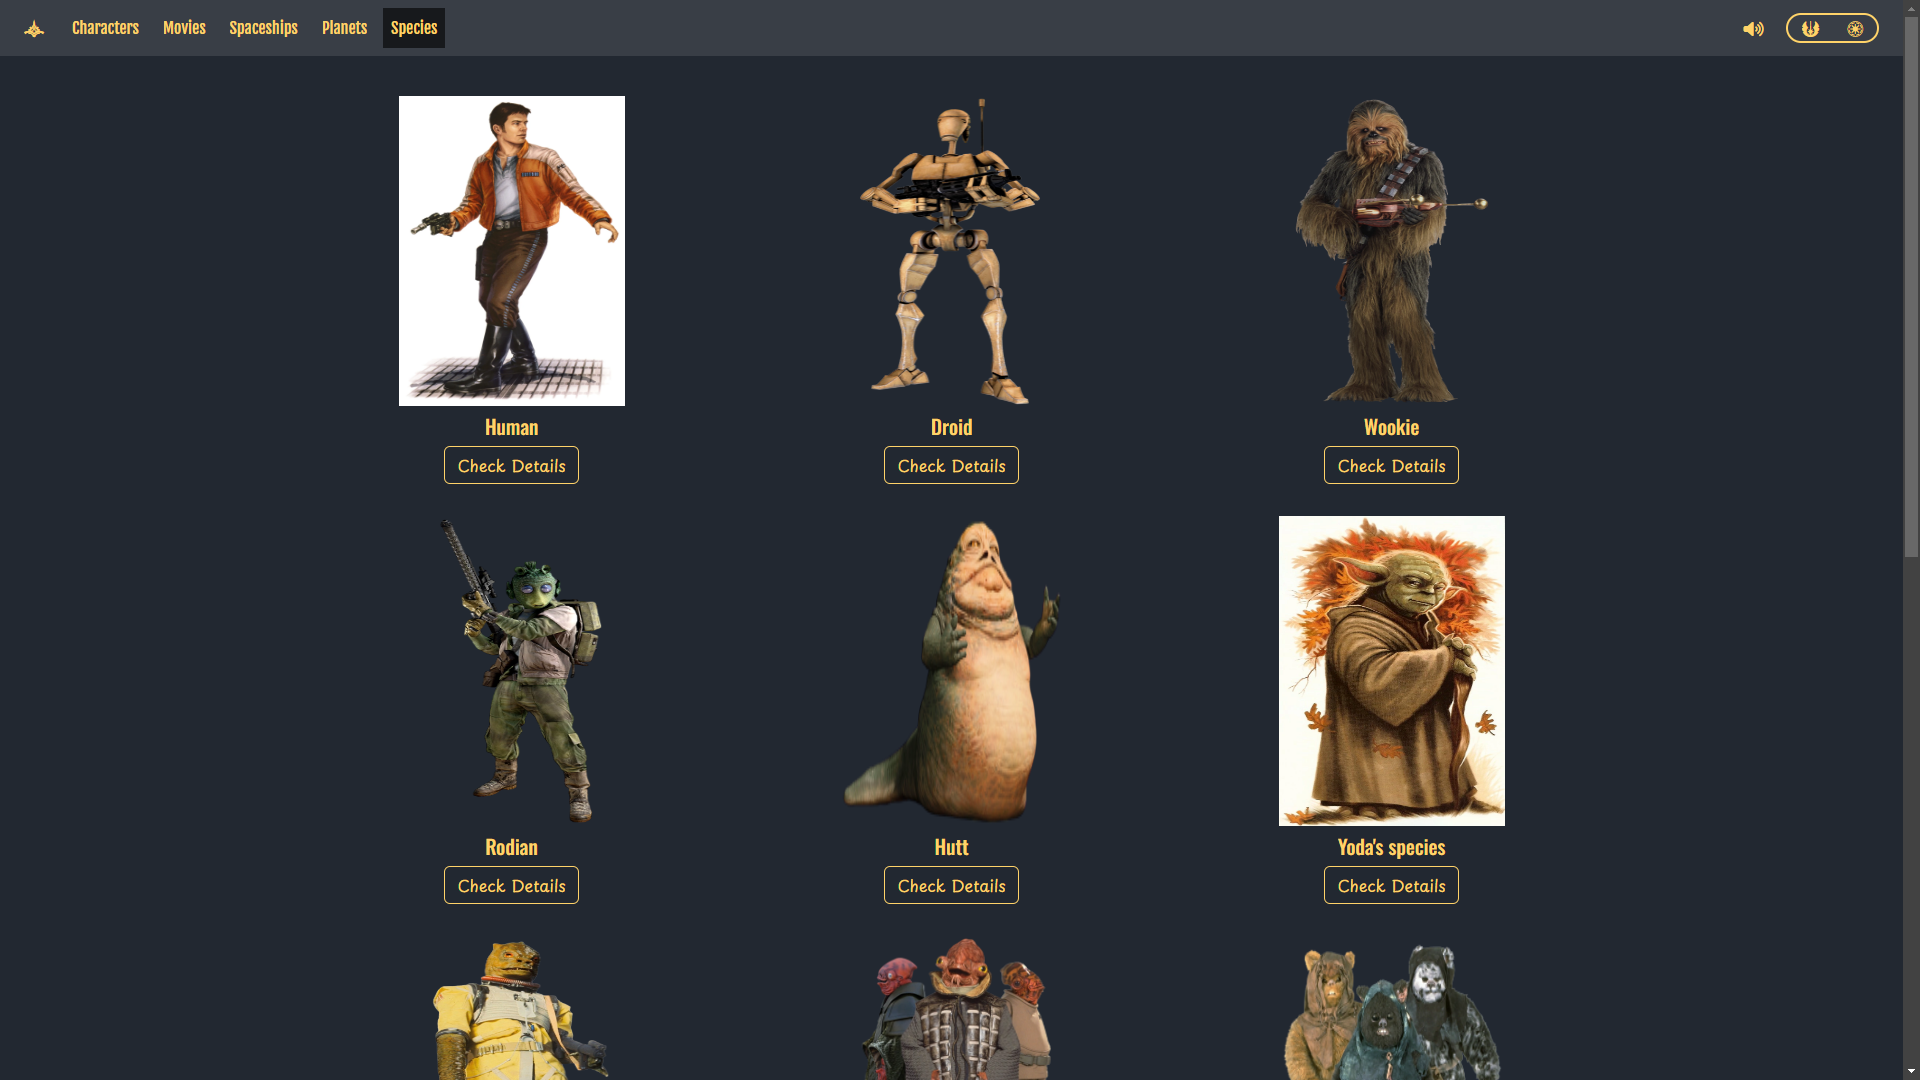 Characters Movies Spaceships Planets Species
Human Droid Wookie
Check Details Check Details Check Details
Rodian Hutt Yoda's species
Check Details Check Details Check Details